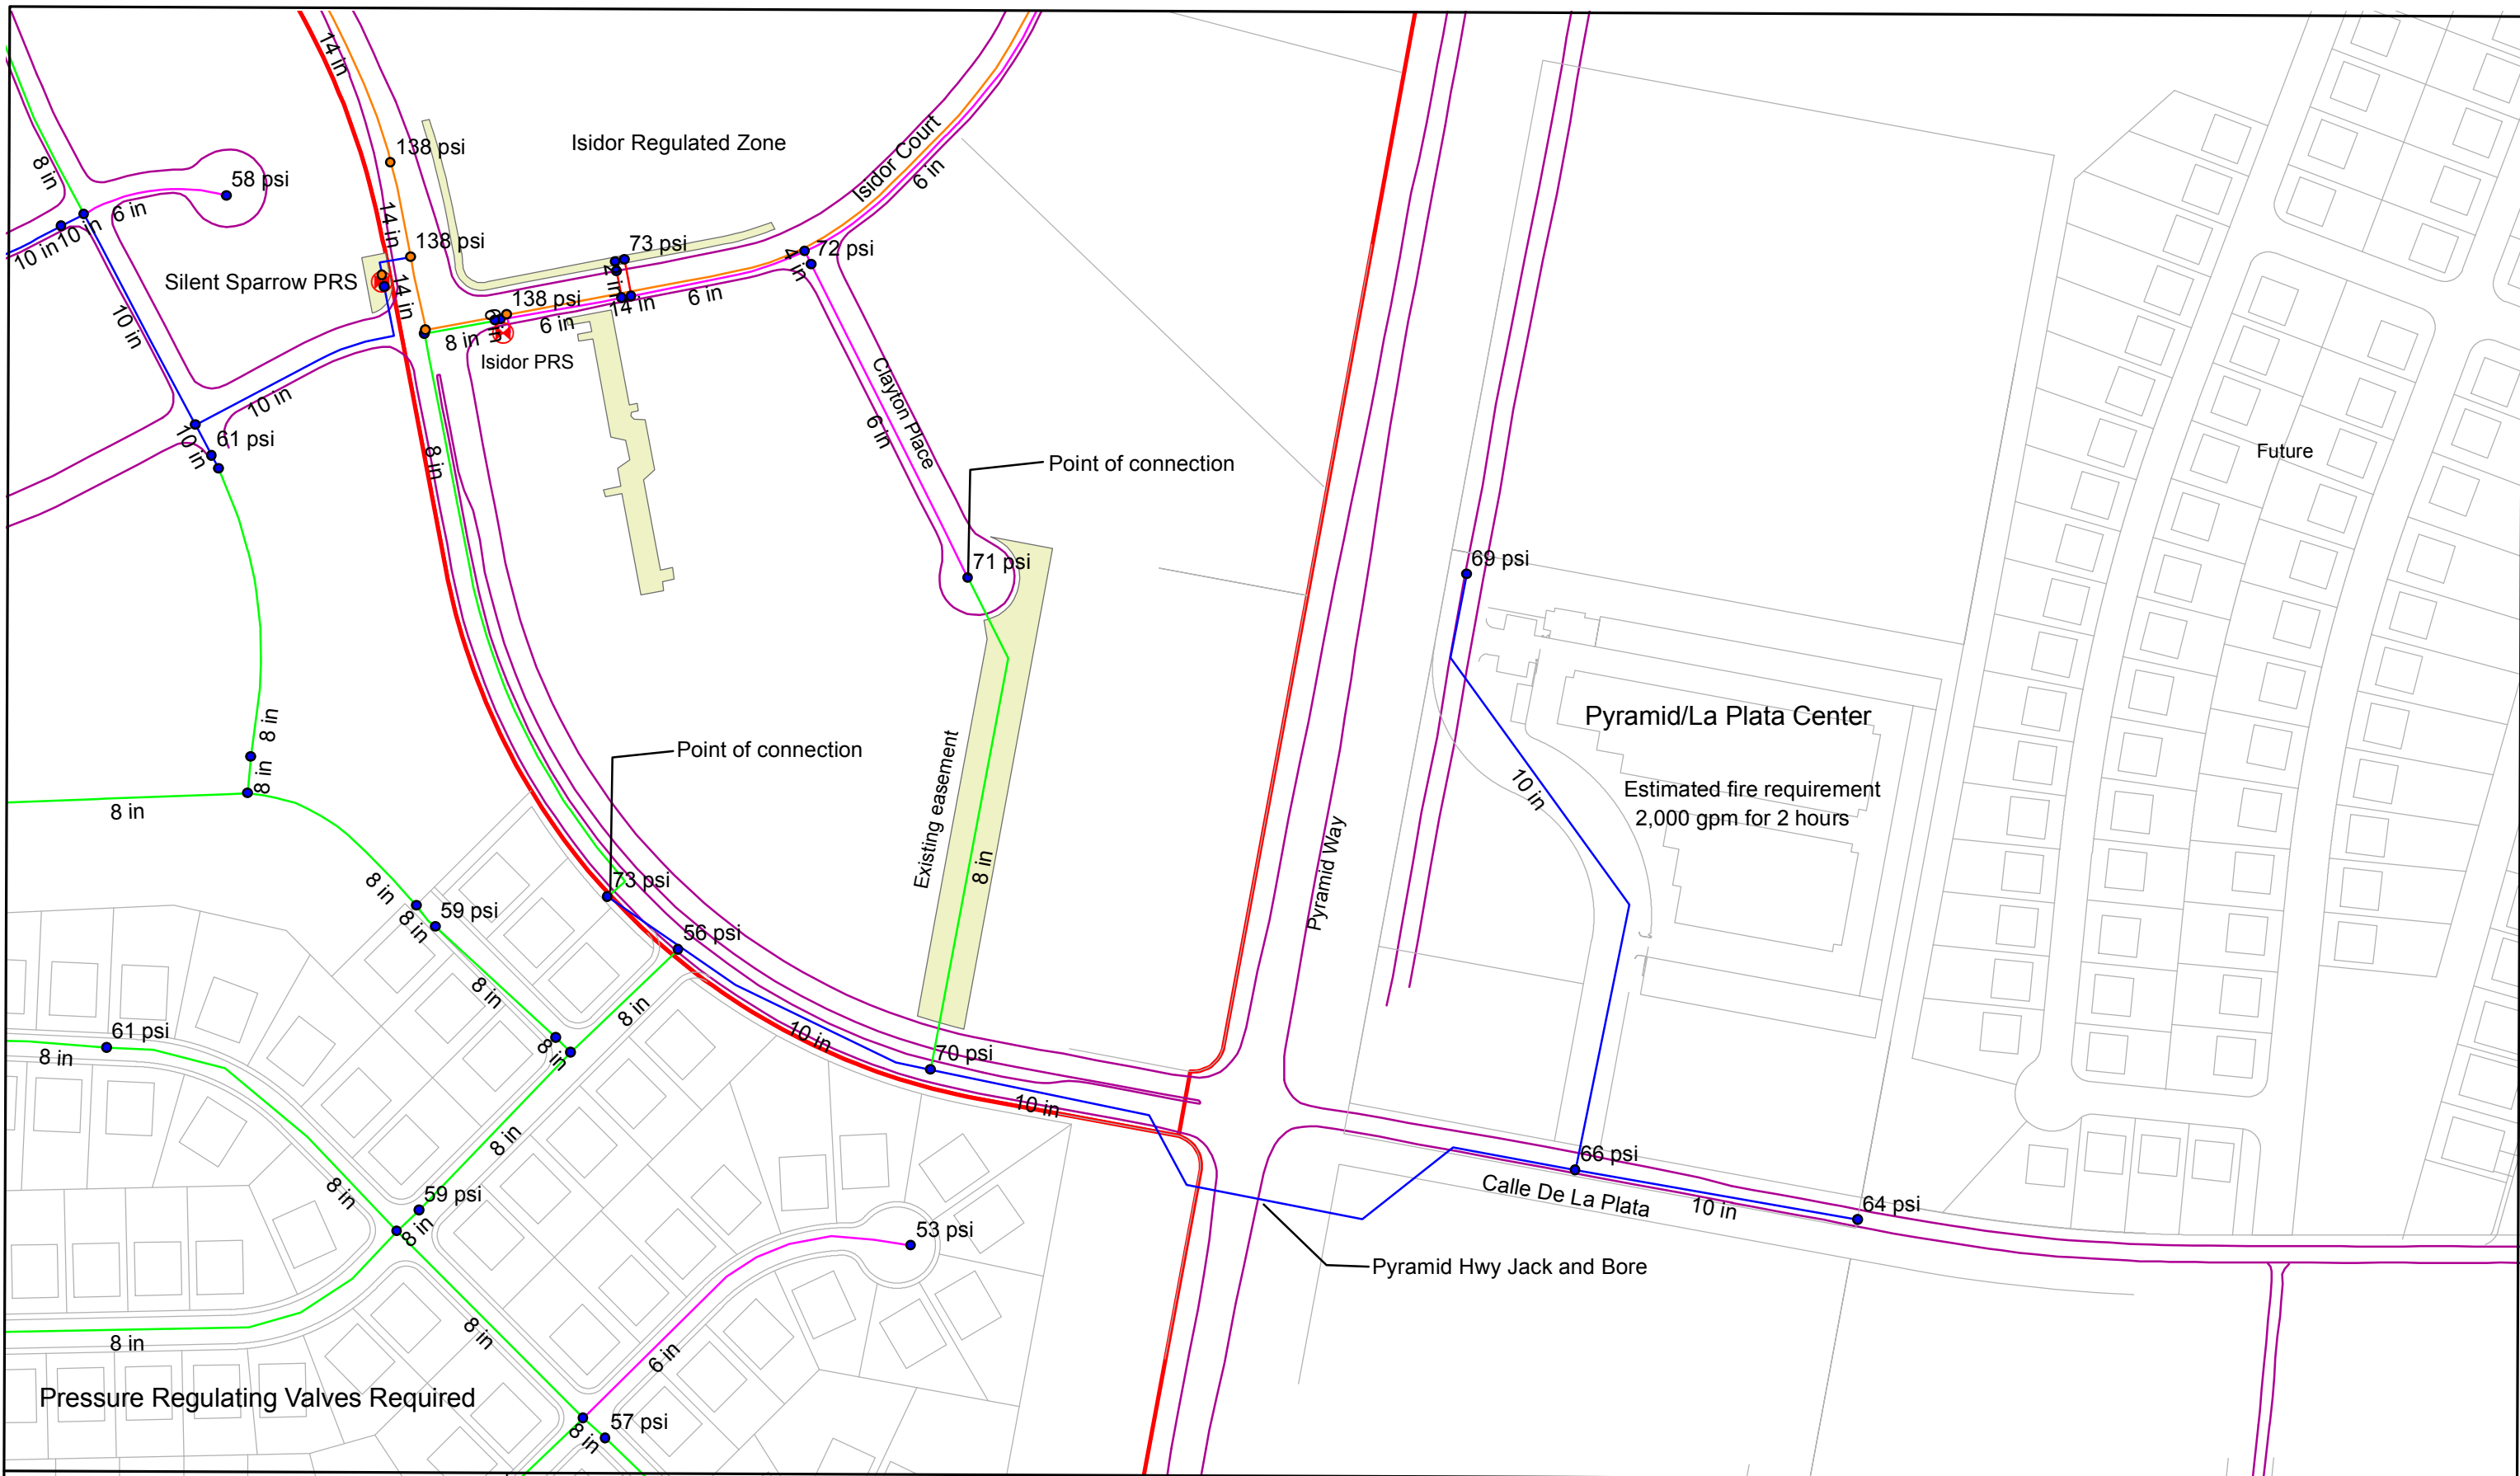 14 in
138 psi
Isidor Regulated Zone
Isidor Court
6 in
8 in
58 psi
6 in
10 in
10 in
14 in
138 psi
73 psi
72 psi
4 in
Silent Sparrow PRS
14 in
138 psi
14 in
6 in
6 in
6 in
8 in
Isidor PRS
10 in
10 in
10 in
61 psi
8 in
Clayton Place
6 in
Point of connection
Future
71 psi
69 psi
Pyramid/La Plata Center
Estimated fire requirement
2,000 gpm for 2 hours
10 in
8 in
8 in
8 in
Point of connection
Existing easement
8 in
Pyramid Way
73 psi
8 in
8 in
59 psi
56 psi
8 in
8 in
8 in
10 in
70 psi
10 in
61 psi
8 in
8 in
8 in
59 psi
8 in
66 psi
Calle De La Plata
10 in
64 psi
53 psi
Pyramid Hwy Jack and Bore
8 in
8 in
6 in
Pressure Regulating Valves Required
57 psi
8 in